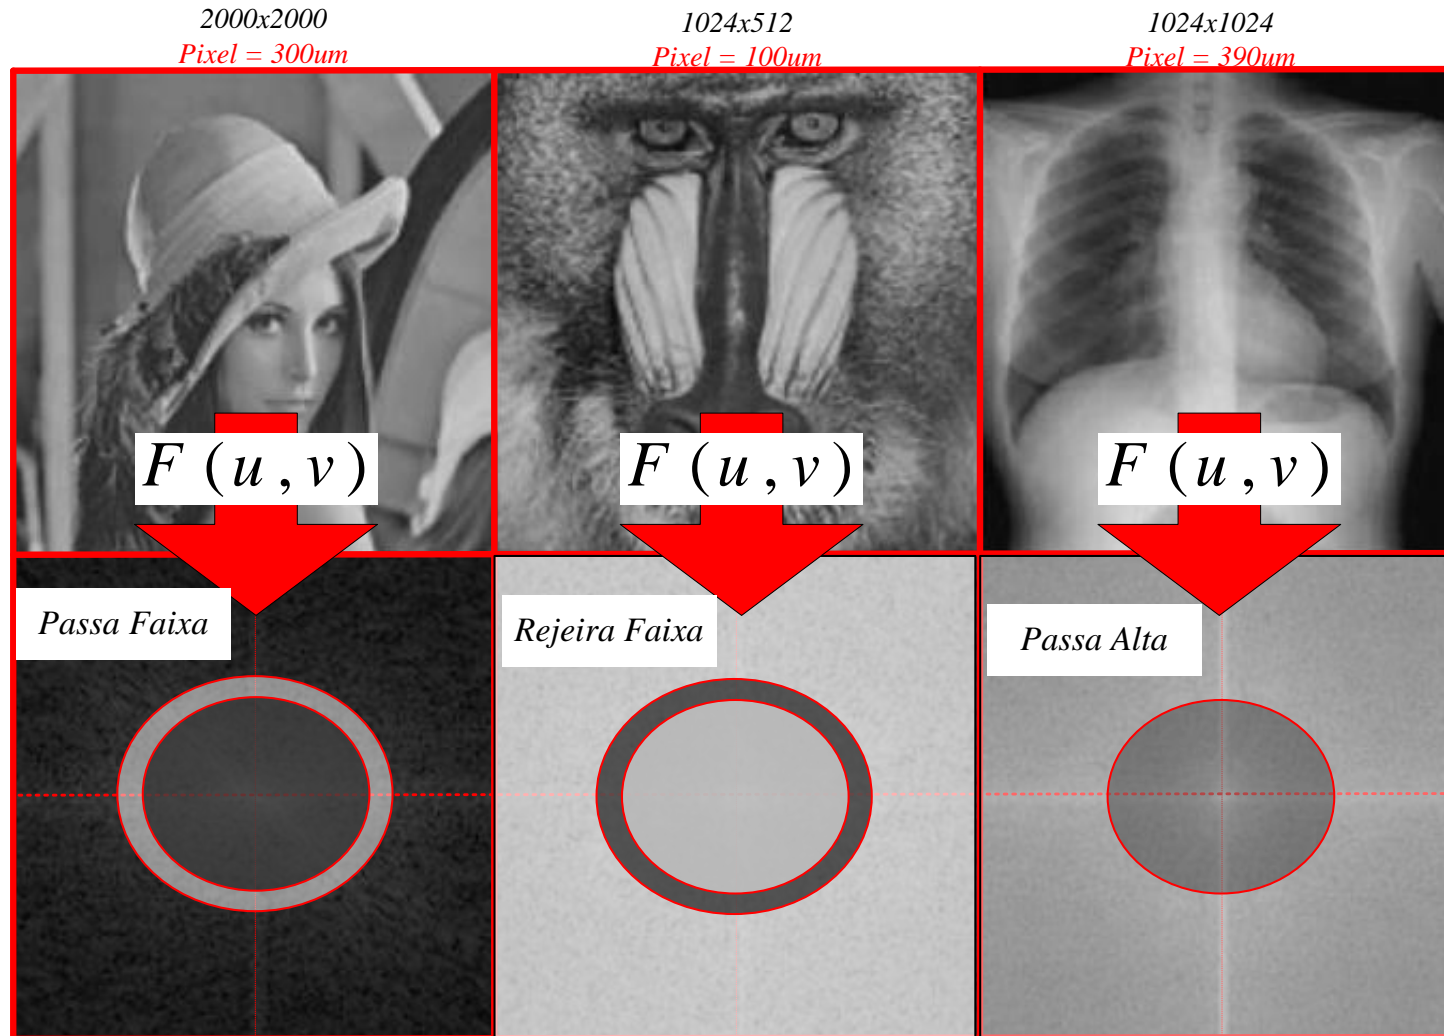 2000x2000
Pixel = 300um
1024x512
Pixel = 100um
1024x1024
Pixel = 390um
F (u , v)
F (u , v)
F (u , v)
Passa Faixa
Rejeira Faixa
Passa Alta